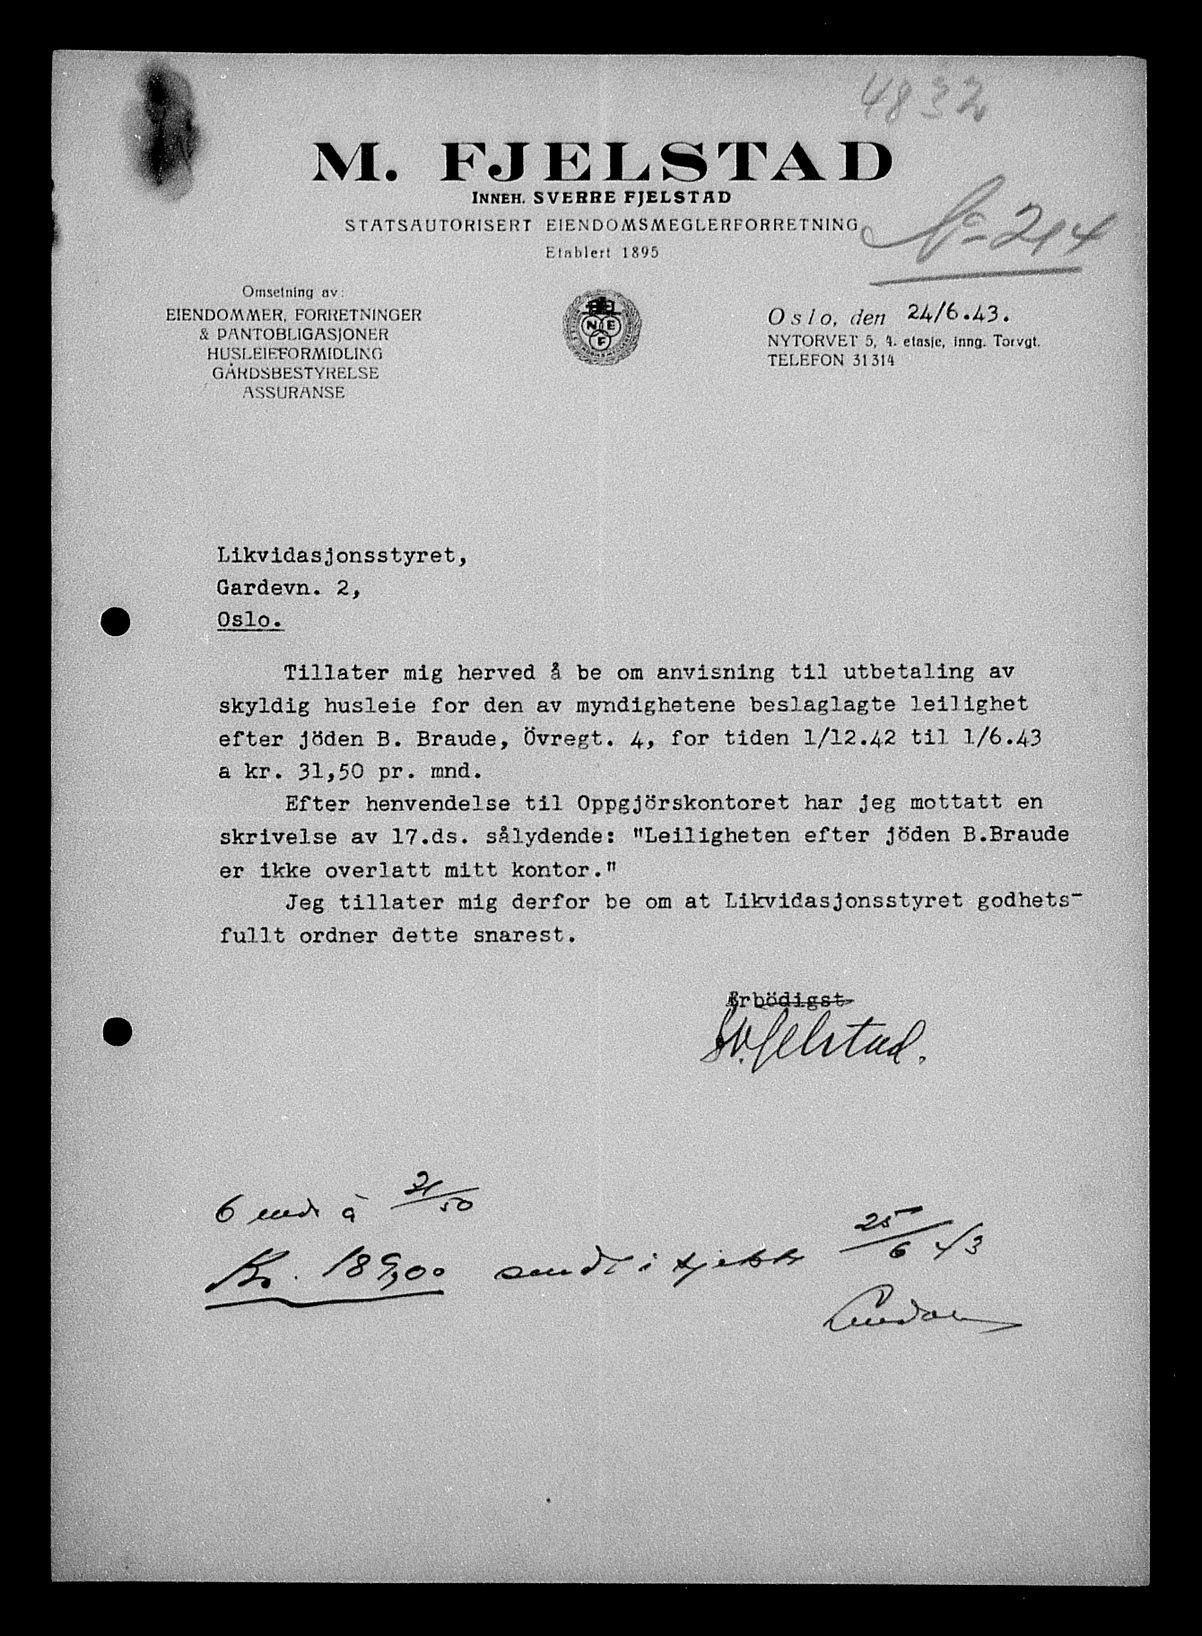 4832
M. FJELSTAD
INNEH. SVERRE FJELSTAD
STATSAUTORISERT EIENDOMSMEGLERFORRETNING
Etablert 1895
No 214
Omsetning av:
EIENDOMMER, FORRETNINGER
& PANTOBLIGASJONER
HUSLEIEFORMIDLING
GÅRDSBESTYRELSE
ASSURANSE
NEF
Oslo, den 24/6.43.
NYTORVET 5, 4. etasje, inng. Torvgt.
TELEFON 31314
Likvidasjonsstyret,
Gardevn. 2,
Oslo.
Tillater mig herved å be om anvisning til utbetaling av
skyldig husleie for den av myndighetene beslaglagte leilighet
efter jöden B. Braude, Övregt. 4, for tiden 1/12.42 til 1/6.43
a kr. 31,50 pr. mnd.
Efter henvendelse til Oppgjörskontoret har jeg mottatt en
skrivelse av 17.ds. sålydende: "Leiligheten efter jöden B.Braude
er ikke overlatt mitt kontor."
Jeg tillater mig derfor be om at Likvidasjonsstyret godhets-
fullt ordner dette snarest.
Erbödigst
Sv. Fjelstad.
6 mndr à 31/50
Kr. 189,00 sendt i sjekk 25/6 43